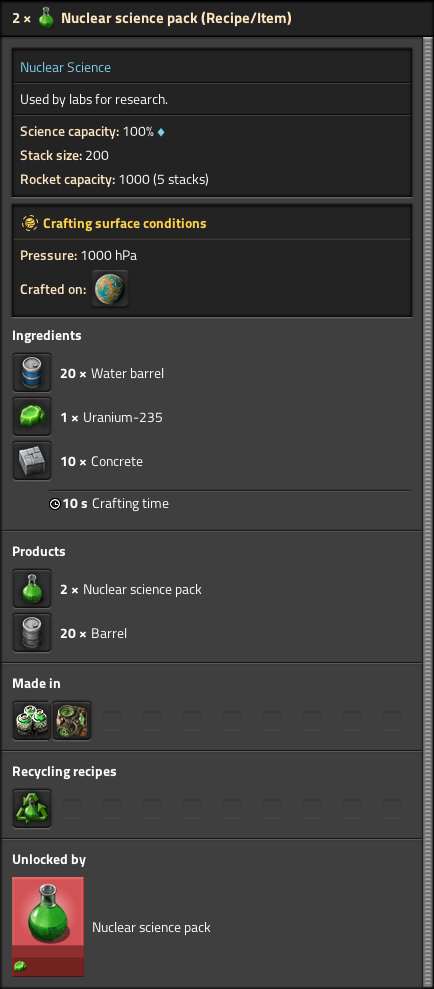 2 × Nuclear science pack (Recipe/Item)
Nuclear Science
Used by labs for research.
Science capacity: 100%
Stack size: 200
Rocket capacity: 1000 (5 stacks)
Crafting surface conditions
Pressure: 1000 hPa
Crafted on:
Ingredients
20 × Water barrel
1 × Uranium-235
10 × Concrete
10 s Crafting time
Products
2 × Nuclear science pack
20 × Barrel
Made in
Recycling recipes
Unlocked by
Nuclear science pack